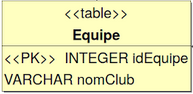 <<table>>
Equipe
<<PK>> INTEGER idEquipe
VARCHAR nomClub